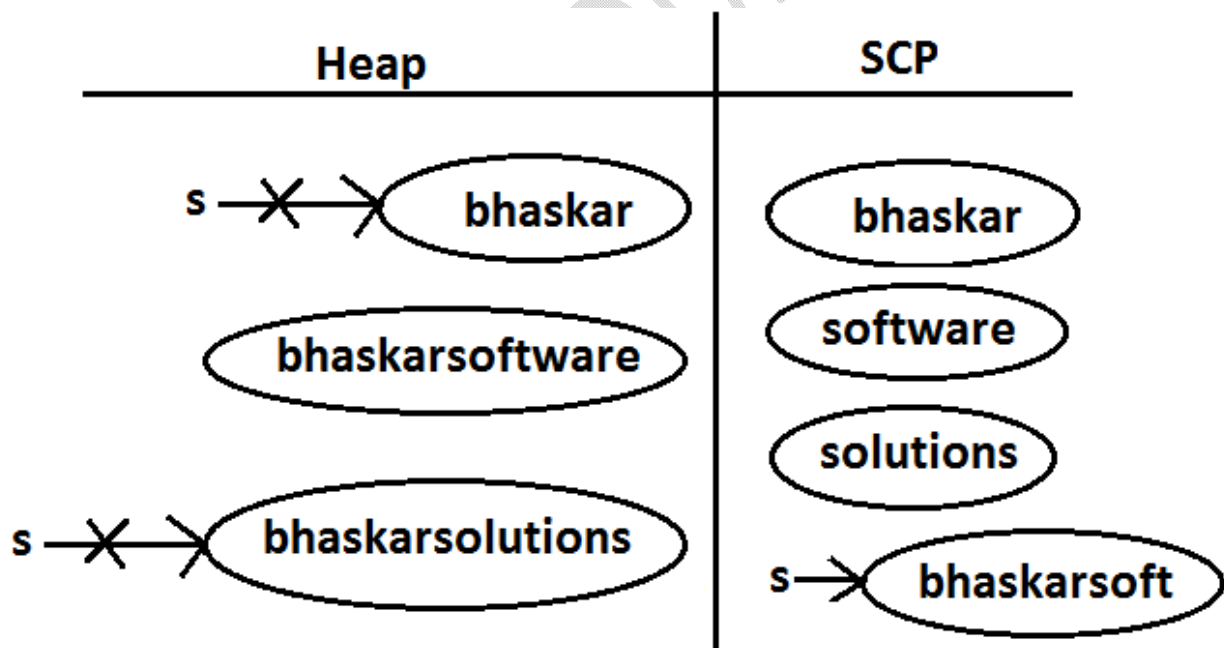 Heap
SCP
s bhaskar
bhaskar
bhaskarsoftware
software
solutions
s bhaskarsolutions
s bhaskarsoft